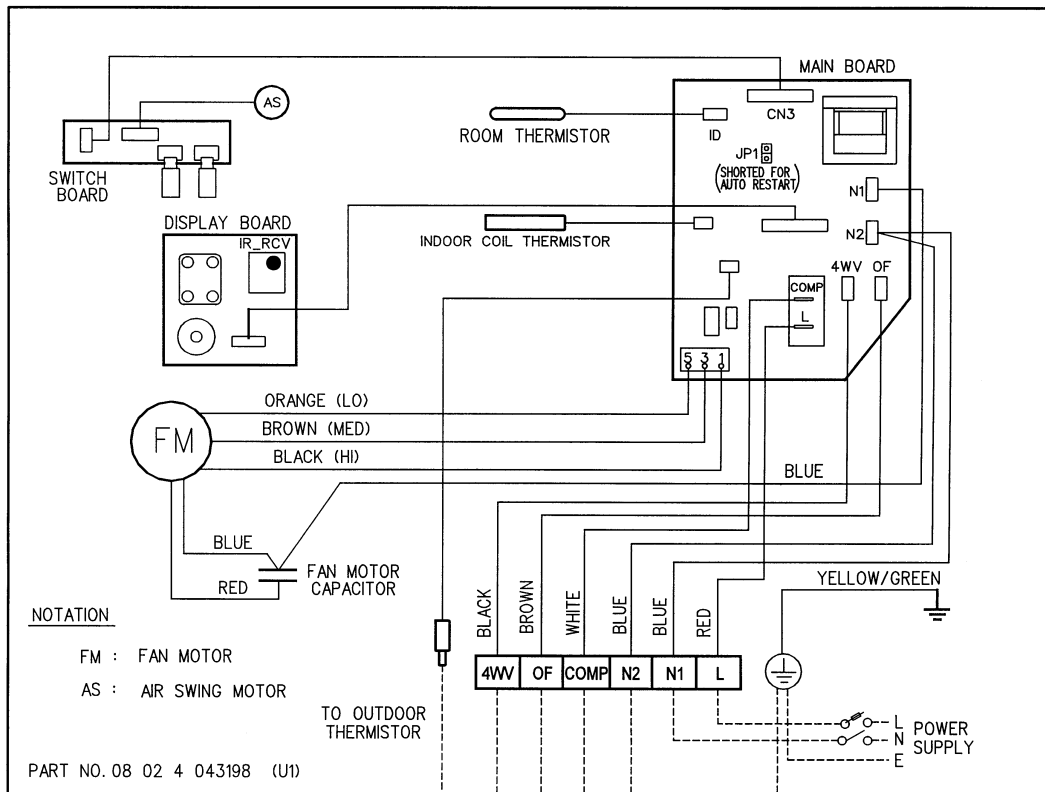 MAIN BOARD
AS
CN3
ROOM THERMISTOR
ID
JP1
(SHORTED FOR
AUTO RESTART)
SWITCH
BOARD
N1
DISPLAY BOARD
IR_RCV
INDOOR COIL THERMISTOR
N2
4WV OF
COMP
L
5 3 1
ORANGE (LO)
FM
BROWN (MED)
BLACK (HI)
BLUE
BLUE
RED
FAN MOTOR
CAPACITOR
YELLOW/GREEN
BLACK
BROWN
WHITE
BLUE
BLUE
RED
NOTATION
FM : FAN MOTOR
AS : AIR SWING MOTOR
4WV OF COMP N2 N1 L
TO OUTDOOR
THERMISTOR
L
N
E
POWER
SUPPLY
PART NO. 08 02 4 043198 (U1)